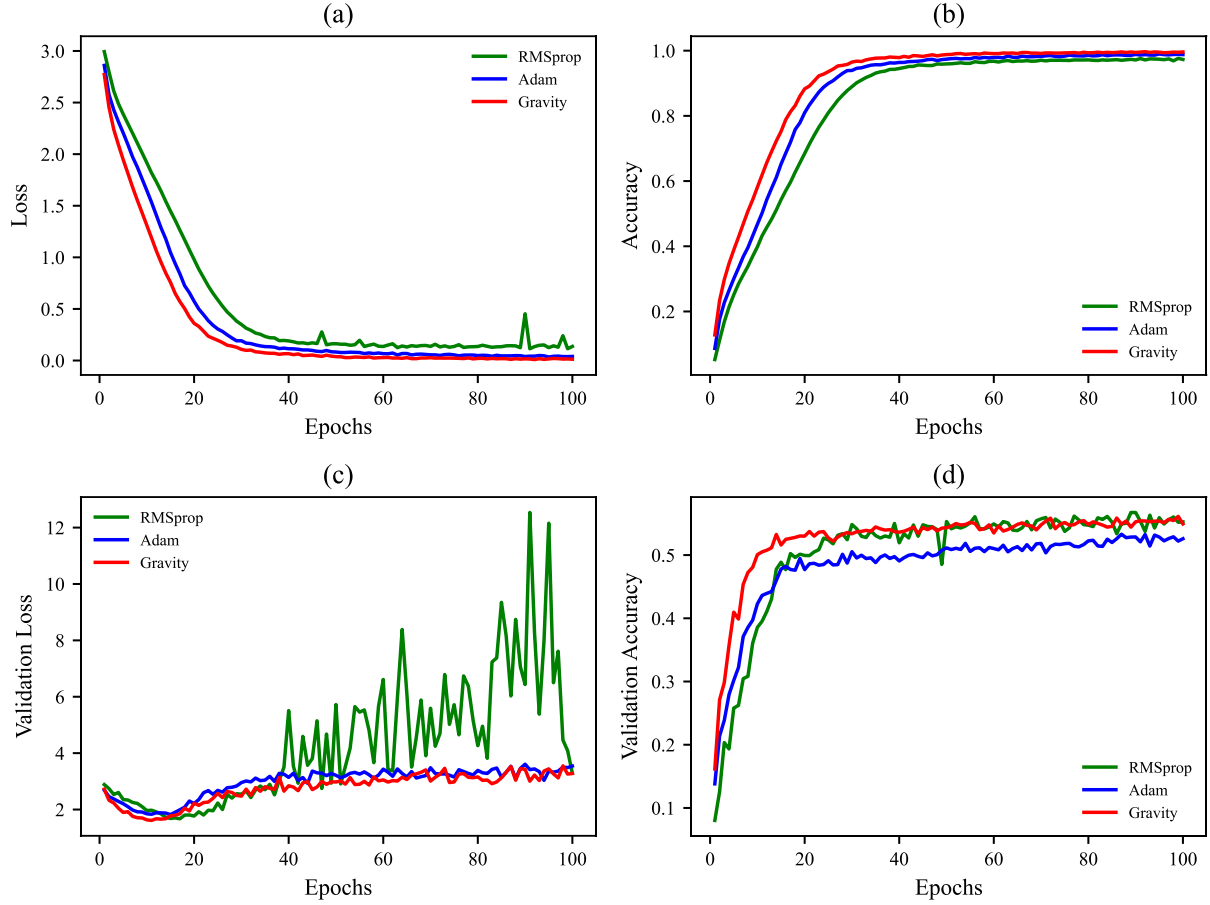 (a)
3.0
2.5
2.0
1.5
1.0
0.5
0.0
Loss
RMSprop
Adam
Gravity
0 20 40 60 80 100
Epochs
(b)
1.0
0.8
0.6
0.4
0.2
Accuracy
RMSprop
Adam
Gravity
0 20 40 60 80 100
Epochs
(c)
12
10
8
6
4
2
Validation Loss
RMSprop
Adam
Gravity
0 20 40 60 80 100
Epochs
(d)
0.5
0.4
0.3
0.2
0.1
Validation Accuracy
RMSprop
Adam
Gravity
0 20 40 60 80 100
Epochs